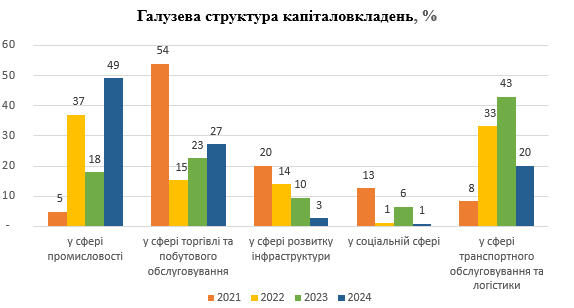 Галузева структура капіталовкладень, %
60
50
40
30
20
10
-
5
37
18
49
54
15
23
27
20
14
10
3
13
1
6
1
8
33
43
20
у сфері
промисловості
у сфері торгівлі та
побутового
обслуговування
у сфері розвитку
інфраструктури
у соціальній сфері
у сфері
транспортного
обслуговування та
логістики
2021 2022 2023 2024